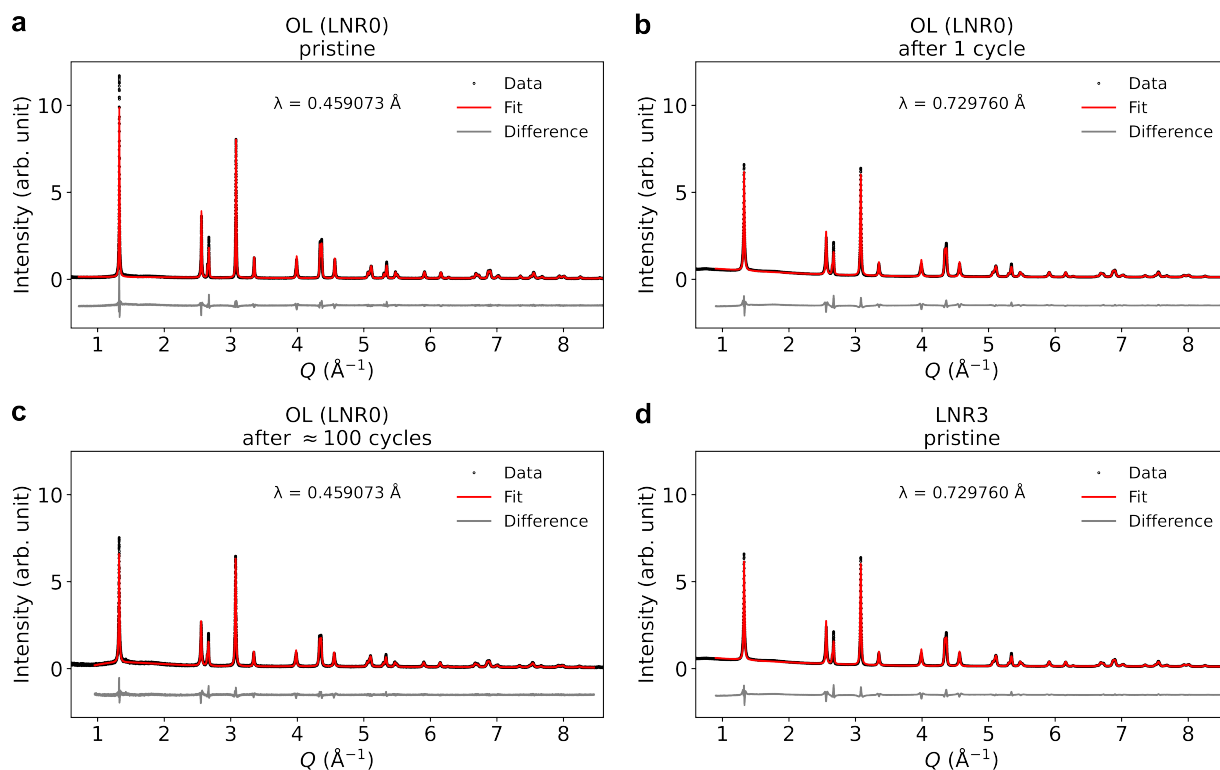 a
OL (LNR0)
pristine
λ = 0.459073 Å
Data
Fit
Difference
10
5
0
Intensity (arb. unit)
1 2 3 4 5 6 7 8
Q (Å⁻¹)
b
OL (LNR0)
after 1 cycle
λ = 0.729760 Å
Data
Fit
Difference
10
5
0
Intensity (arb. unit)
1 2 3 4 5 6 7 8
Q (Å⁻¹)
c
OL (LNR0)
after ≈ 100 cycles
λ = 0.459073 Å
Data
Fit
Difference
10
5
0
Intensity (arb. unit)
1 2 3 4 5 6 7 8
Q (Å⁻¹)
d
LNR3
pristine
λ = 0.729760 Å
Data
Fit
Difference
10
5
0
Intensity (arb. unit)
1 2 3 4 5 6 7 8
Q (Å⁻¹)